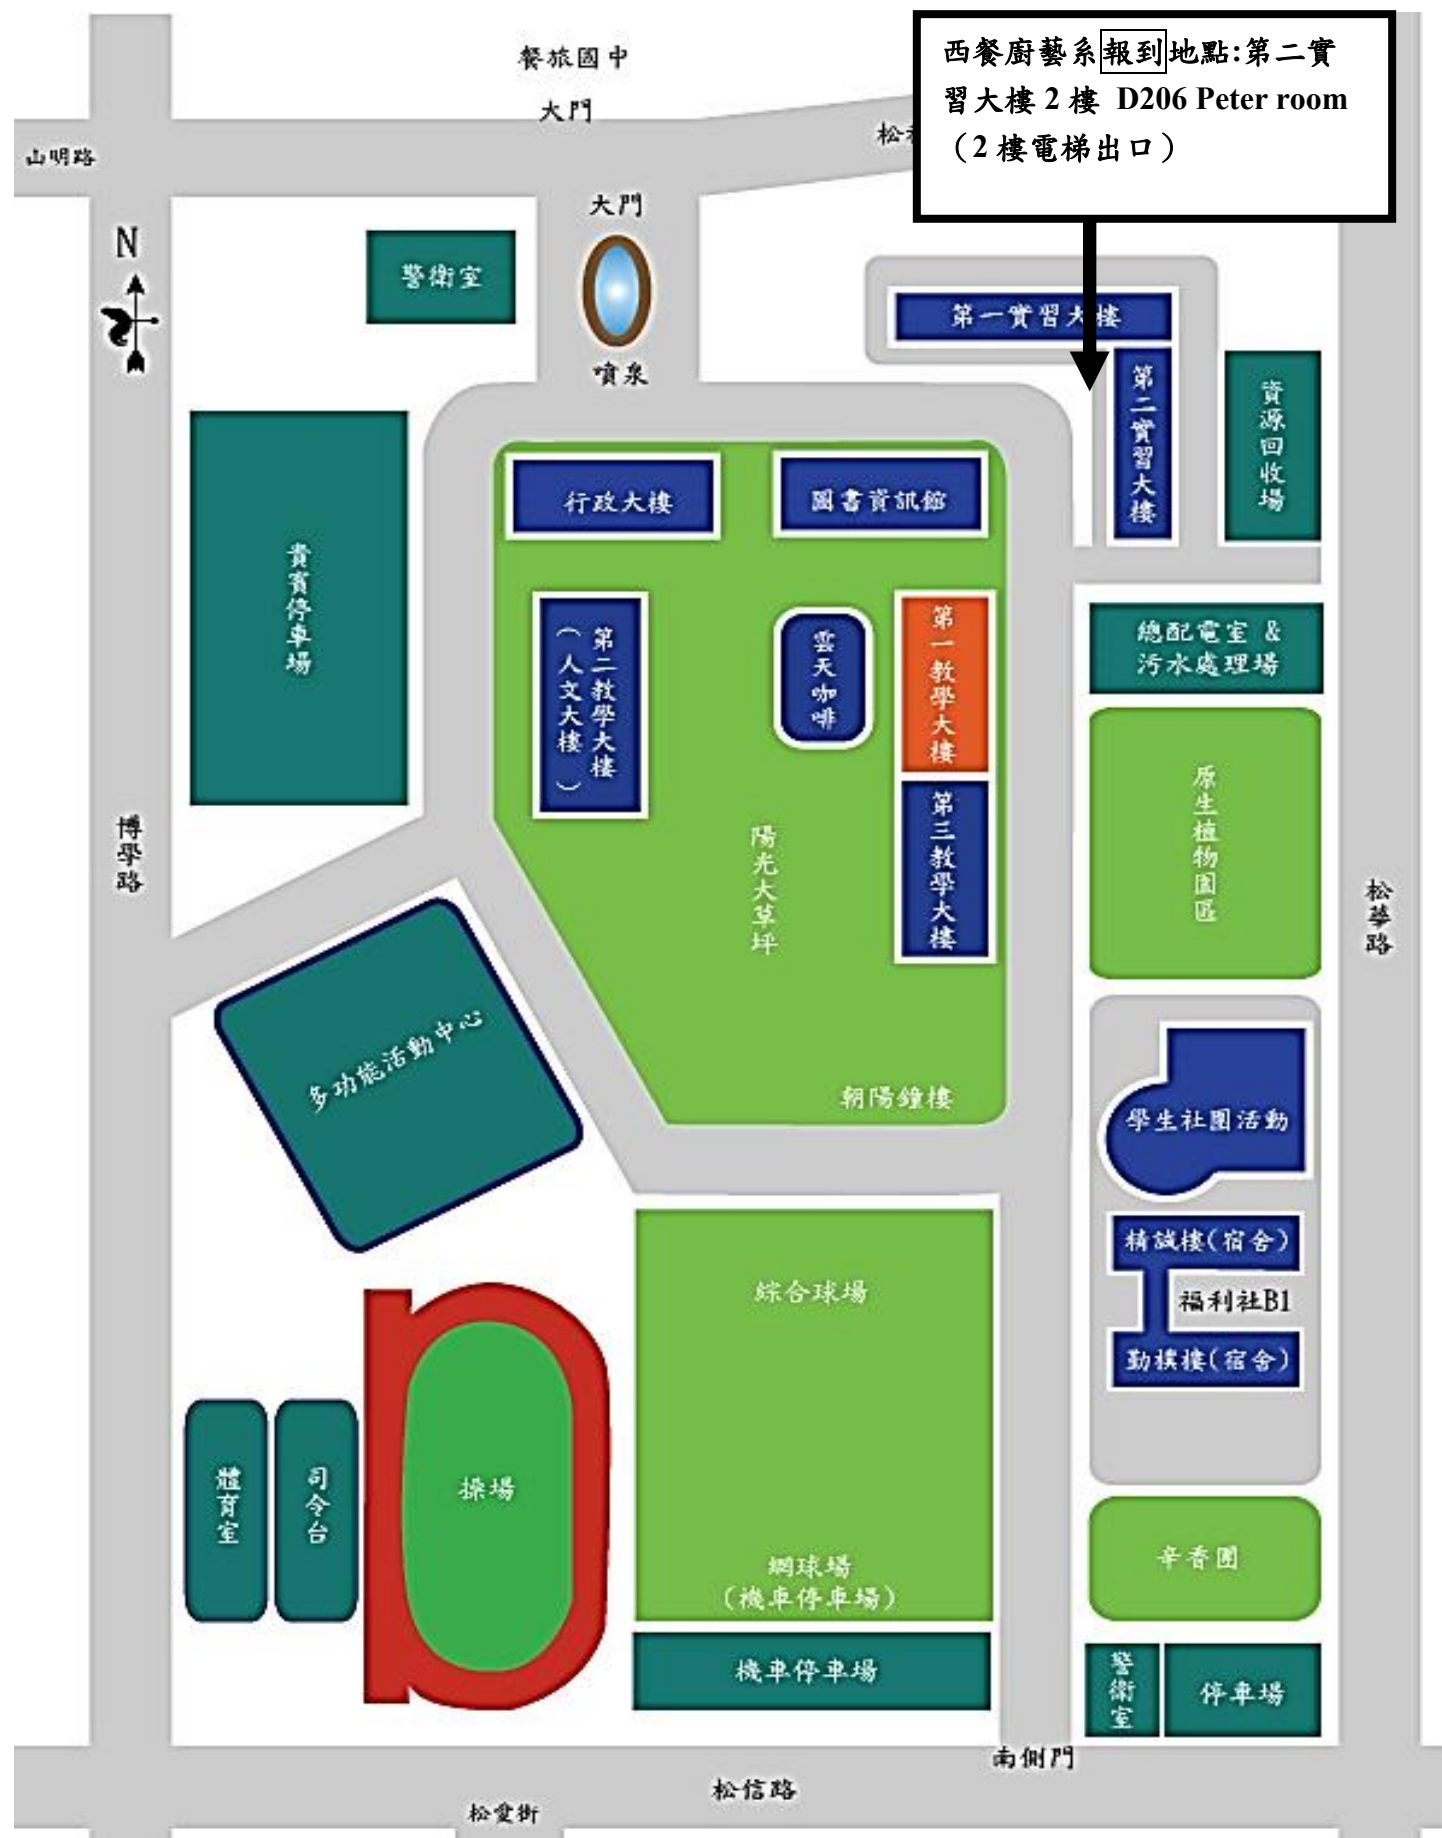 餐旅國中
大門
西餐廚藝系報到地點:第二實
習大樓2樓 D206 Peter room
（2樓電梯出口）
山明路
大門
N
警衛室
噴泉
第一實習大樓
第二實習大樓
資源回收場
行政大樓
圖書資訊館
貴賓停車場
第二教學大樓
（人文大樓）
雲天咖啡
第一教學大樓
總配電室 &
污水處理場
第三教學大樓
陽光大草坪
原生植物園區
博學路
松華路
多功能活動中心
朝陽鐘樓
學生社團活動
精誠樓(宿舍)
福利社B1
勤樸樓(宿舍)
綜合球場
體育室
司令台
操場
網球場
(機車停車場)
辛香園
機車停車場
警衛室
停車場
南側門
松信路
松愛街